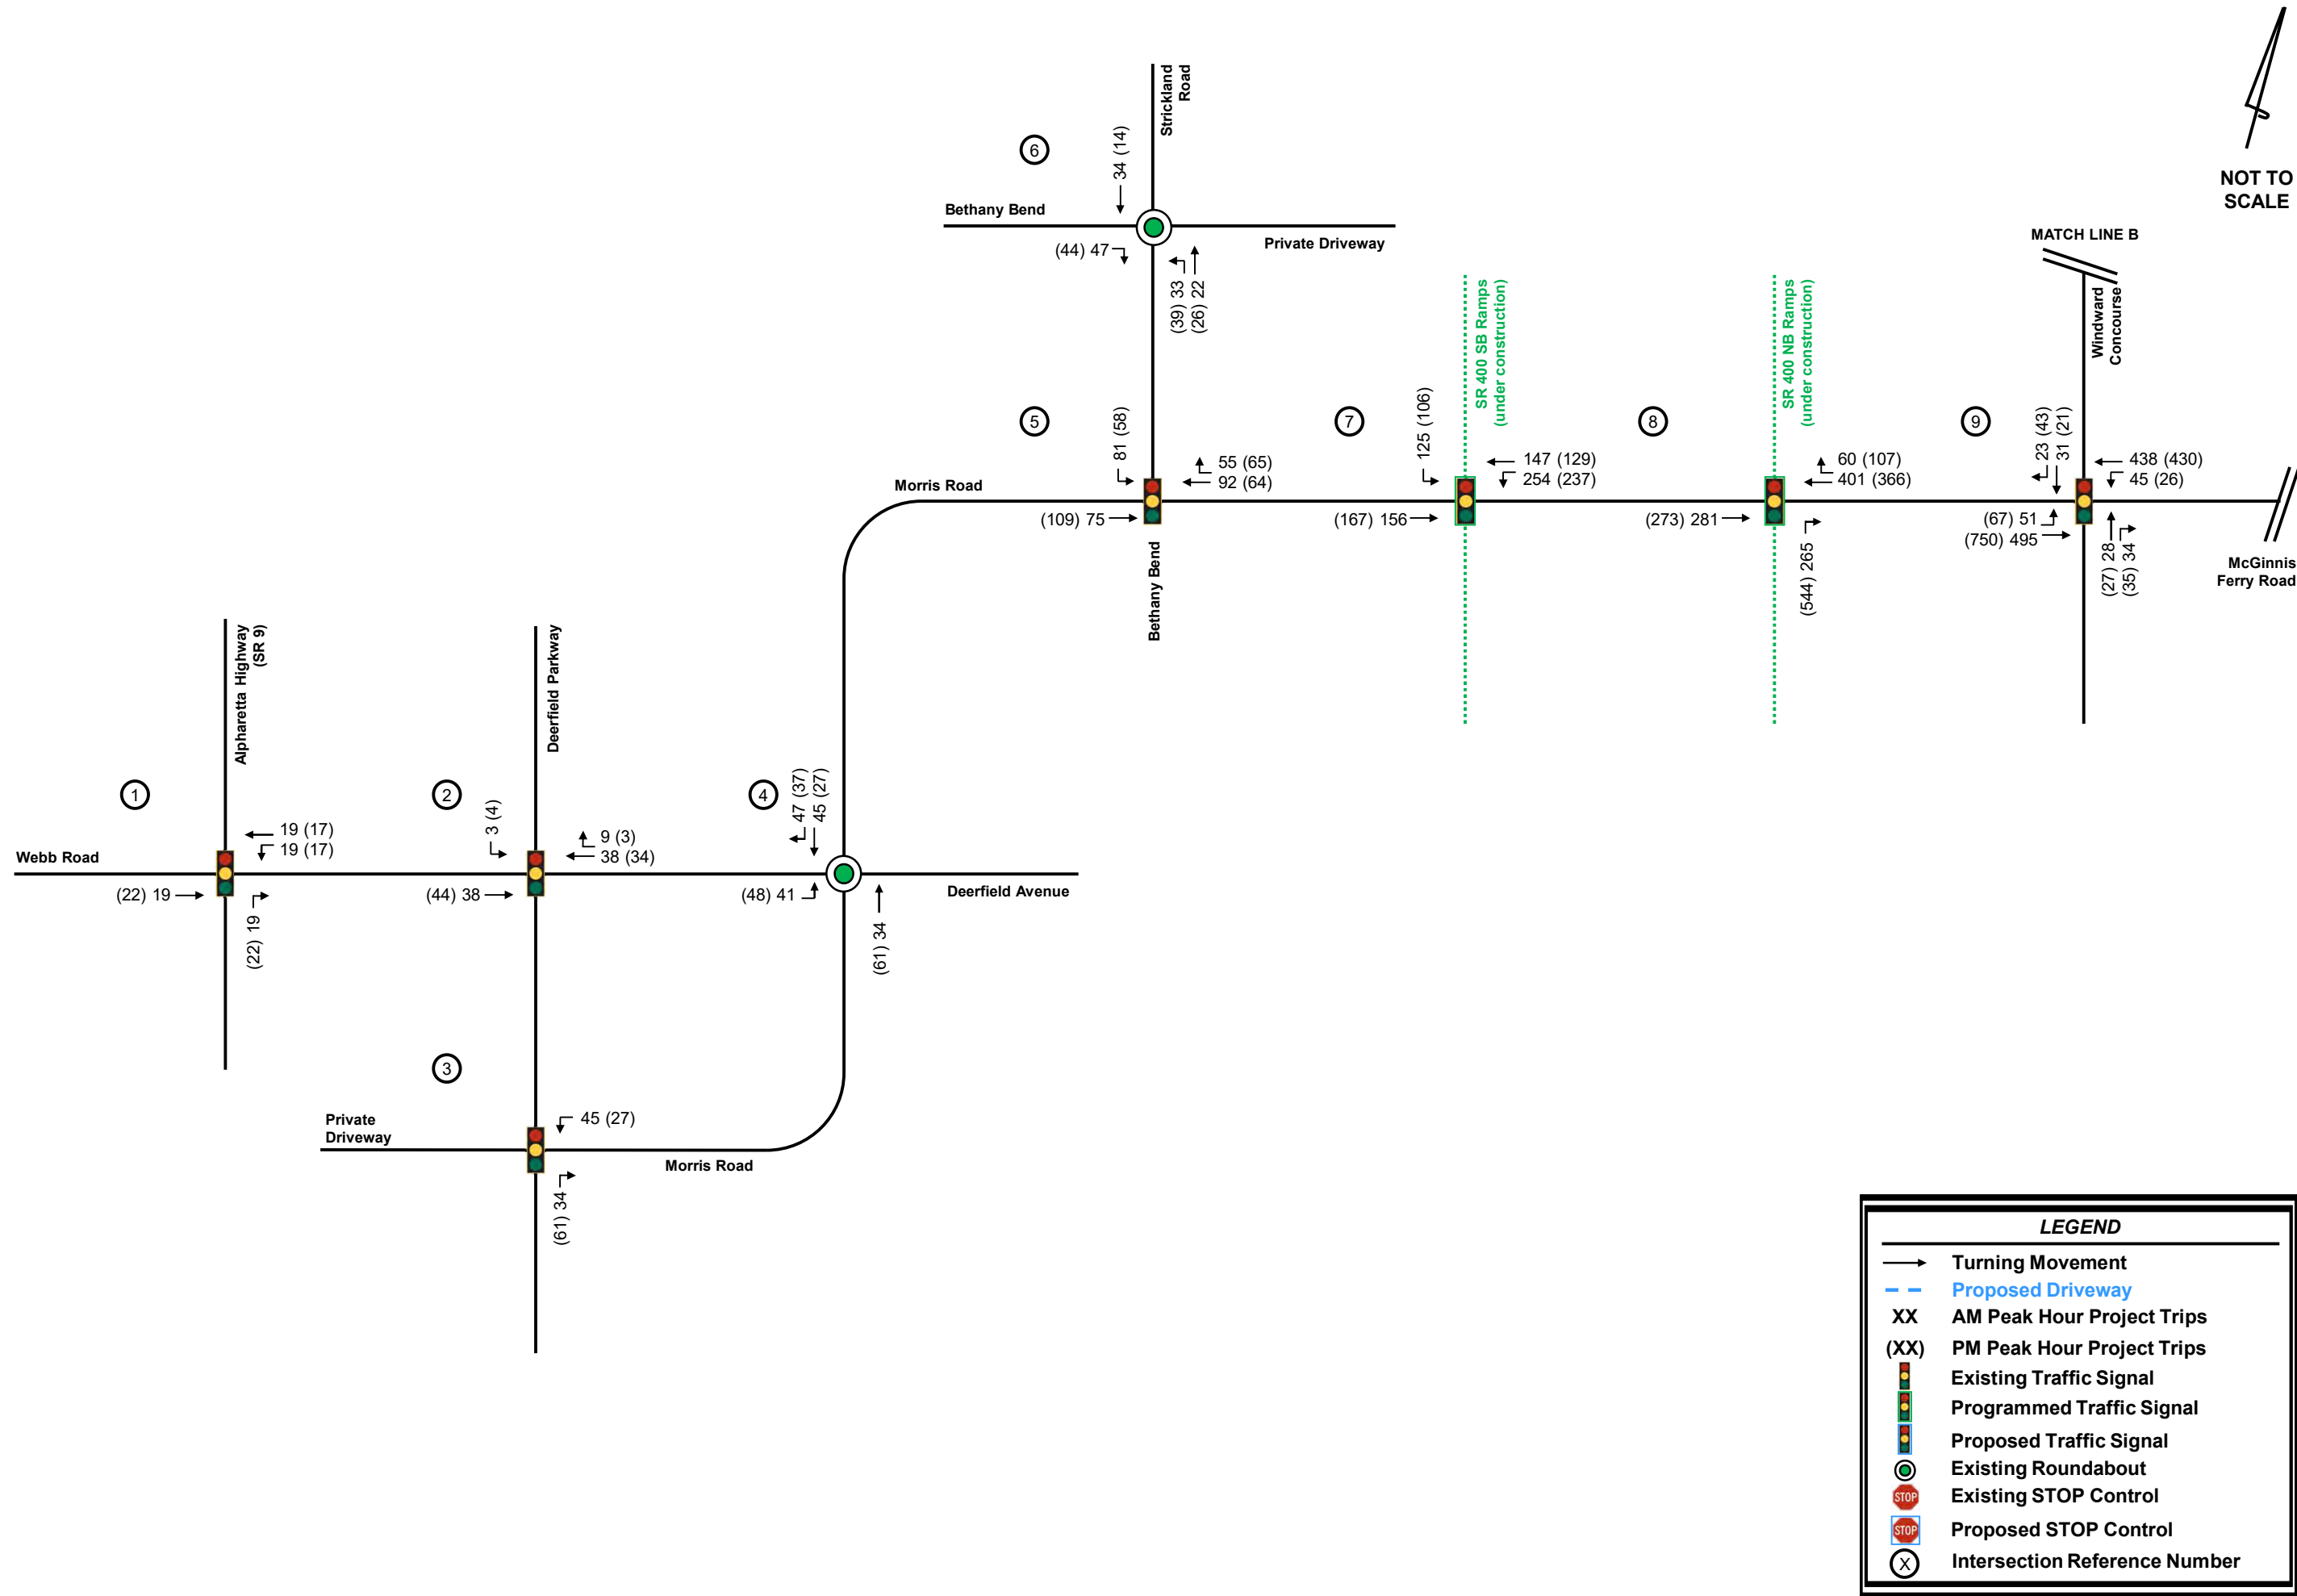 NOT TO
SCALE
Strickland
Road
6
34 (14)
Bethany Bend
Private Driveway
(44) 47
(39) 33
(26) 22
MATCH LINE B
Windward
Concourse
SR 400 SB Ramps
(under construction)
SR 400 NB Ramps
(under construction)
5
81 (58)
55 (65)
92 (64)
Morris Road
(109) 75
Bethany Bend
7
125 (106)
147 (129)
254 (237)
(167) 156
8
60 (107)
401 (366)
(273) 281
(544) 265
9
23 (43)
31 (21)
438 (430)
45 (26)
(67) 51
(750) 495
(27) 28
(35) 34
McGinnis
Ferry Road
Alpharetta Highway
(SR 9)
Deerfield Parkway
1
19 (17)
19 (17)
Webb Road
(22) 19
(22) 19
2
3 (4)
9 (3)
38 (34)
(44) 38
4
47 (37)
45 (27)
(48) 41
Deerfield Avenue
(61) 34
3
45 (27)
Private
Driveway
Morris Road
(61) 34
LEGEND
Turning Movement
Proposed Driveway
XX AM Peak Hour Project Trips
(XX) PM Peak Hour Project Trips
Existing Traffic Signal
Programmed Traffic Signal
Proposed Traffic Signal
Existing Roundabout
STOP Existing STOP Control
STOP Proposed STOP Control
X Intersection Reference Number